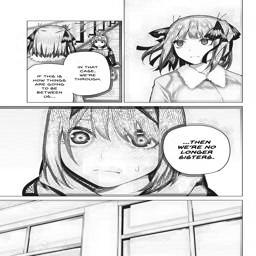 IF THIS IS
HOW THINGS
ARE GOING
TO BE
BETWEEN
US...
IN THAT
CASE,
WE'RE
THROUGH.
...THEN
WE'RE NO
LONGER
SISTERS.